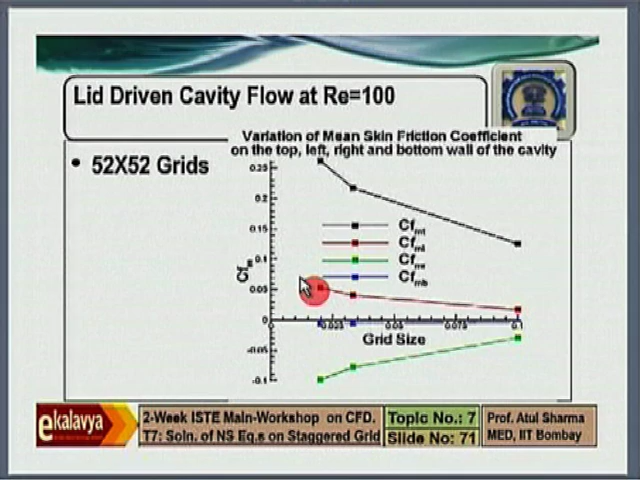 Lid Driven Cavity Flow at Re=100
• 52X52 Grids
Variation of Mean Skin Friction Coefficient
on the top, left, right and bottom wall of the cavity
0.25
0.2
0.15
0.1
0.05
0
-0.05
-0.1
Cf
Cf
Cf
Cf
Cf
0
0.025
0.05
0.075
0.1
Grid Size
ekalavya
2-Week ISTE Main-Workshop on CFD.
T7: Soln. of NS Eq.s on Staggered Grid
Topic No.: 7
Slide No: 71
Prof. Atul Sharma
MED, IIT Bombay